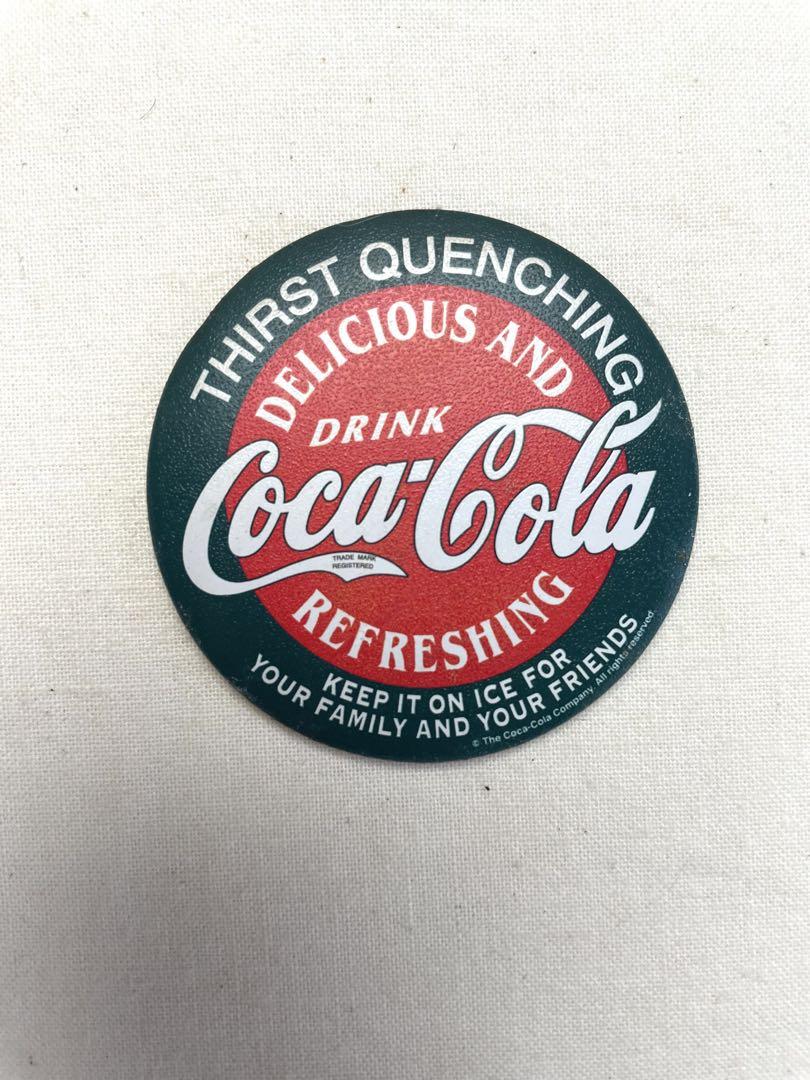 THIRST QUENCHING
DELICIOUS AND
DRINK
Coca-Cola
TRADE MARK
REGISTERED
REFRESHING
KEEP IT ON ICE FOR
YOUR FAMILY AND YOUR FRIENDS
© The Coca-Cola Company. All rights reserved.